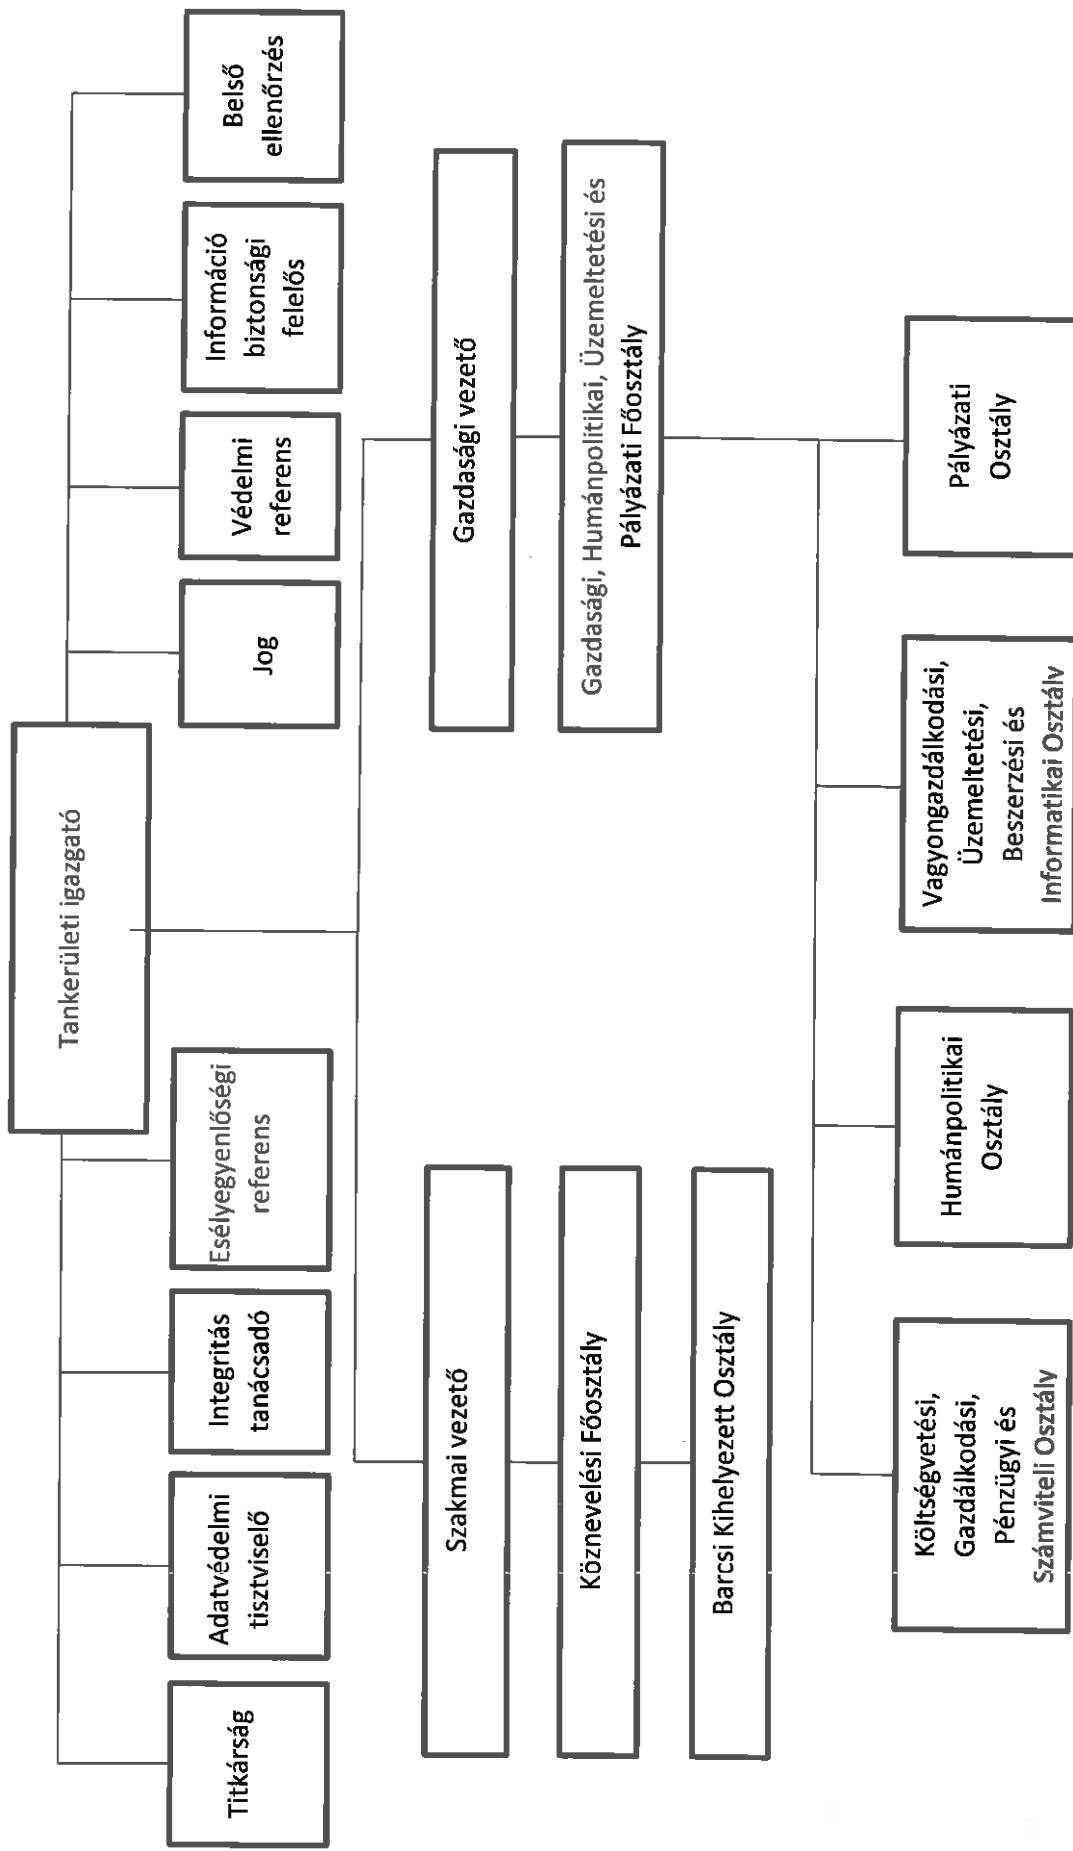 Tankerületi igazgató
Titkárság
Adatvédelmi
tisztviselő
Integritás
tanácsadó
Esélyegyenlőségi
referens
Jog
Védelmi
referens
Információ
biztonsági
felelős
Belső
ellenőrzés
Szakmai vezető
Gazdasági vezető
Köznevelési Főosztály
Gazdasági, Humánpolitikai, Üzemeltetési és
Pályázati Főosztály
Barcsi Kihelyezett Osztály
Költségvetési,
Gazdálkodási,
Pénzügyi és
Számviteli Osztály
Humánpolitikai
Osztály
Vagyongazdálkodási,
Üzemeltetési,
Beszerzési és
Informatikai Osztály
Pályázati
Osztály